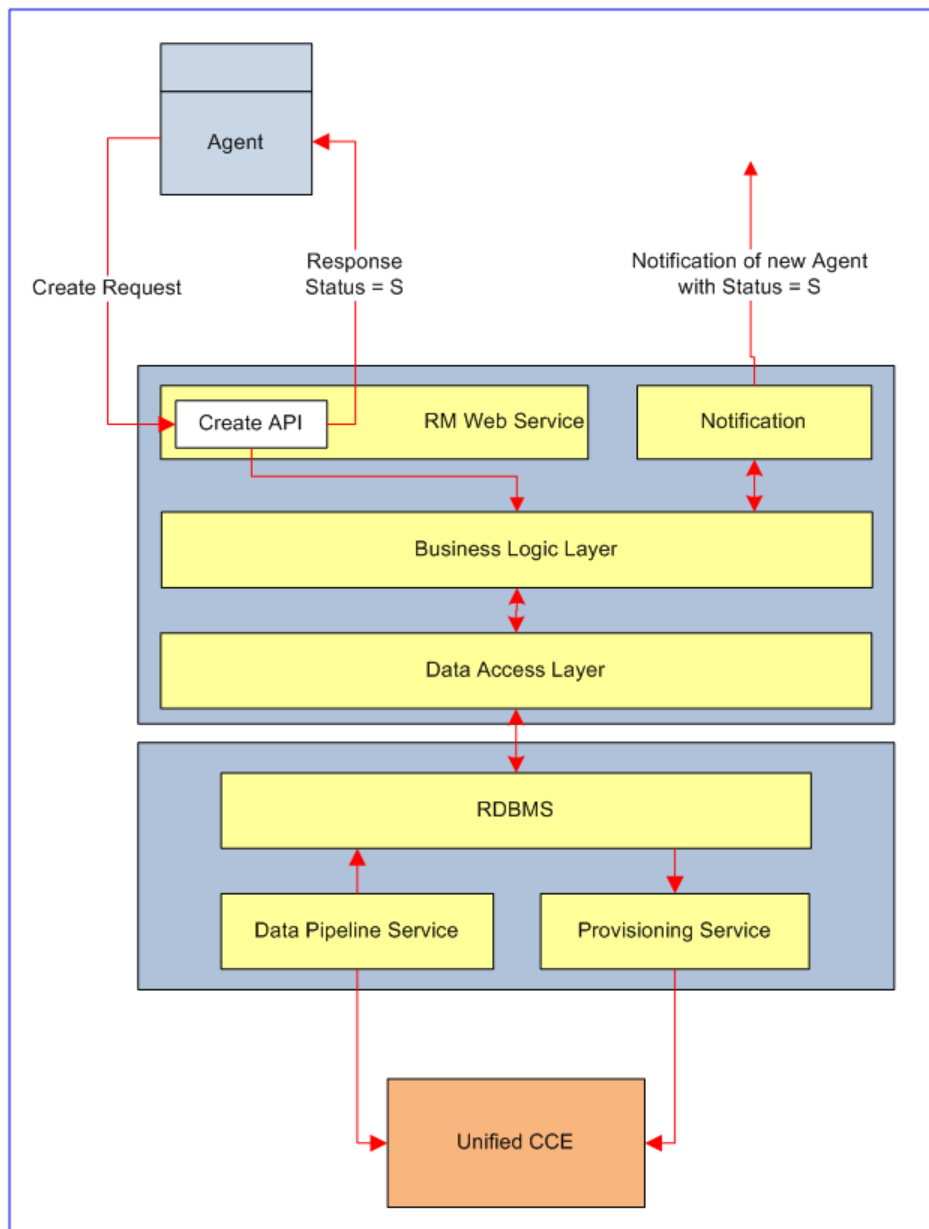 Agent
Create Request
Response
Status = S
Notification of new Agent
with Status = S
Create API
RM Web Service
Notification
Business Logic Layer
Data Access Layer
RDBMS
Data Pipeline Service
Provisioning Service
Unified CCE